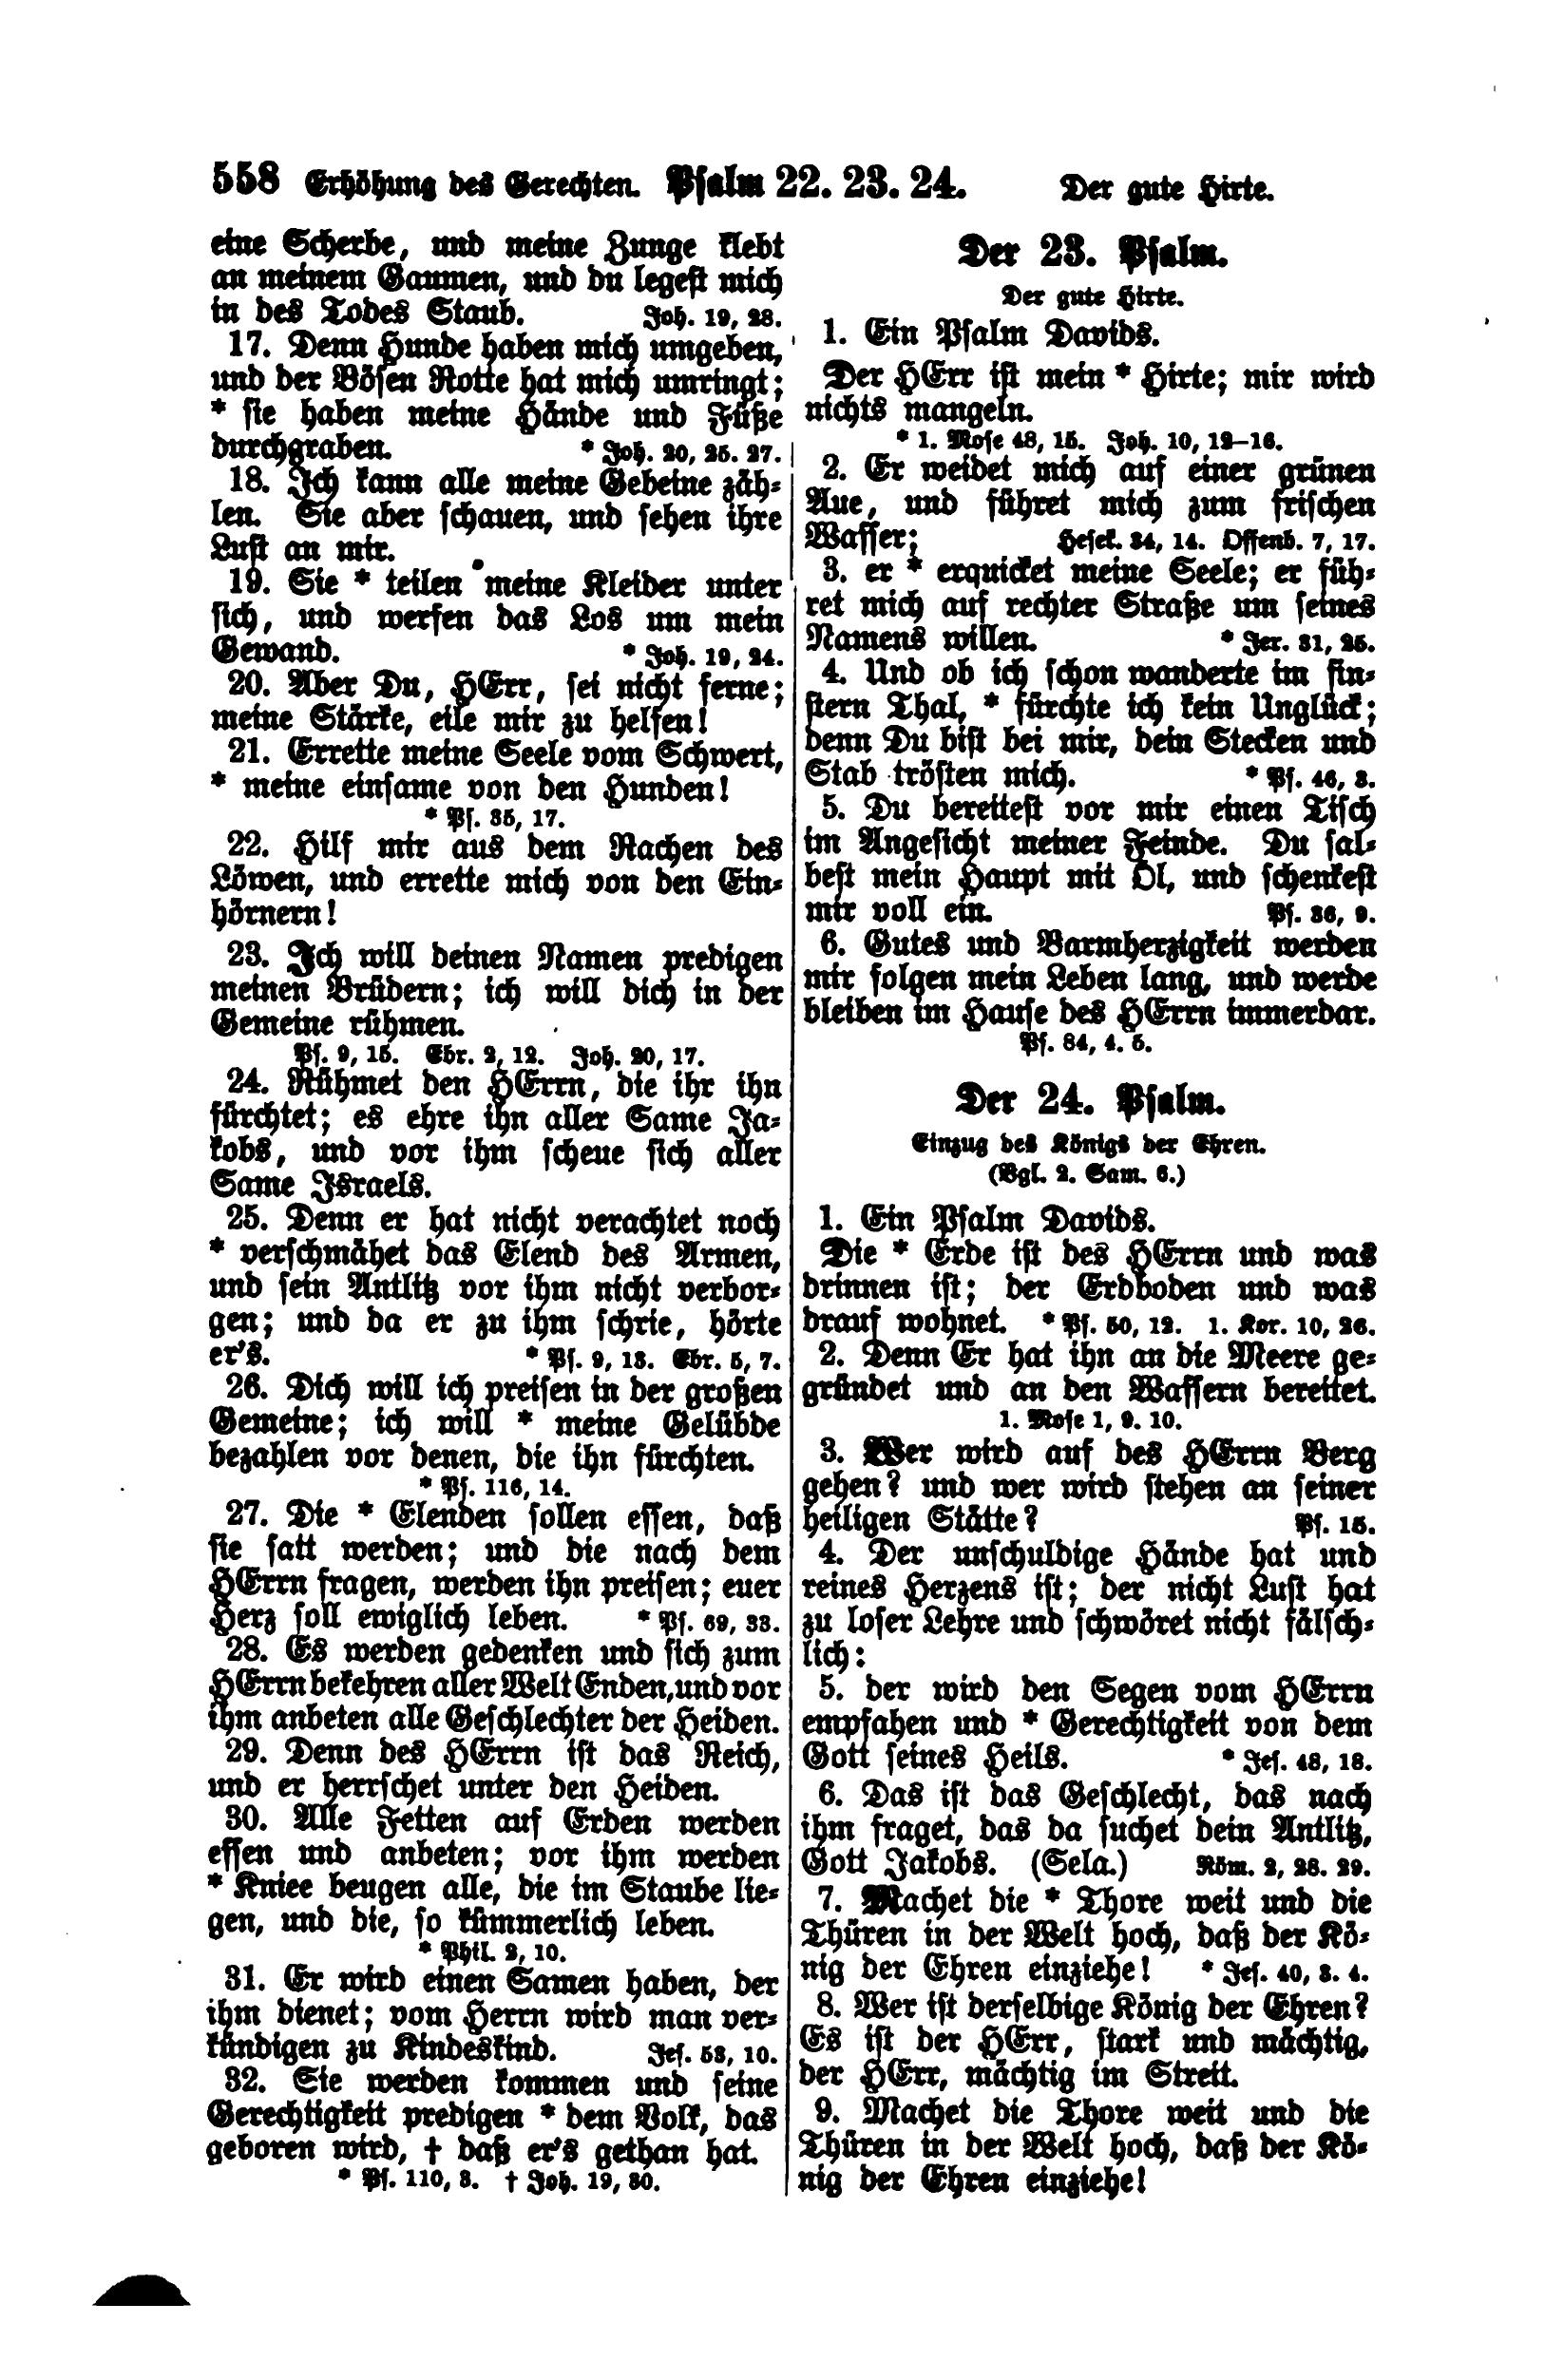 558 Erhöhung des Gerechten. Psalm 22. 23. 24. Der gute Hirte.
eine Scherbe, und meine Zunge klebt
an meinem Gaumen, und du legest mich
in des Todes Staub. Joh. 19, 28.
17. Denn Hunde haben mich umgeben,
und der Bösen Rotte hat mich umringt;
* sie haben meine Hände und Füße
durchgraben. * Joh. 20, 25. 27.
18. Ich kann alle meine Gebeine zäh-
len. Sie aber schauen, und sehen ihre
Lust an mir.
19. Sie * teilen meine Kleider unter
sich, und werfen das Los um mein
Gewand. * Joh. 19, 24.
20. Aber Du, HErr, sei nicht ferne;
meine Stärke, eile mir zu helfen!
21. Errette meine Seele vom Schwert,
* meine einsame von den Hunden!
* Ps. 35, 17.
22. Hilf mir aus dem Rachen des
Löwen, und errette mich von den Ein-
hörnern!
23. Ich will deinen Namen predigen
meinen Brüdern; ich will dich in der
Gemeine rühmen.
Ps. 9, 15. Ebr. 2, 12. Joh. 20, 17.
24. Rühmet den HErrn, die ihr ihn
fürchtet; es ehre ihn aller Same Ja-
kobs, und vor ihm scheue sich aller
Same Israels.
25. Denn er hat nicht verachtet noch
* verschmähet das Elend des Armen,
und sein Antlitz vor ihm nicht verbor-
gen; und da er zu ihm schrie, hörte
er's. * Ps. 9, 13. Ebr. 5, 7.
26. Dich will ich preisen in der großen
Gemeine; ich will * meine Gelübde
bezahlen vor denen, die ihn fürchten.
* Ps. 116, 14.
27. Die * Elenden sollen essen, daß
sie satt werden; und die nach dem
HErrn fragen, werden ihn preisen; euer
Herz soll ewiglich leben. * Ps. 69, 33.
28. Es werden gedenken und sich zum
HErrn bekehren aller Welt Enden, und vor
ihm anbeten alle Geschlechter der Heiden.
29. Denn des HErrn ist das Reich,
und er herrschet unter den Heiden.
30. Alle Fetten auf Erden werden
essen und anbeten; vor ihm werden
* Kniee beugen alle, die im Staube lie-
gen, und die, so kümmerlich leben.
* Phil. 2, 10.
31. Er wird einen Samen haben, der
ihm dienet; vom Herrn wird man ver-
kündigen zu Kindeskind. Jes. 53, 10.
32. Sie werden kommen und seine
Gerechtigkeit predigen * dem Volk, das
geboren wird, † daß er's gethan hat.
* Ps. 110, 3. † Joh. 19, 30.
Der 23. Psalm.
Der gute Hirte.
1. Ein Psalm Davids.
Der HErr ist mein * Hirte; mir wird
nichts mangeln.
* 1. Mose 48, 15. Joh. 10, 12–16.
2. Er weidet mich auf einer grünen
Aue, und führet mich zum frischen
Wasser; Hesek. 34, 14. Offenb. 7, 17.
3. er * erquicket meine Seele; er füh-
ret mich auf rechter Straße um seines
Namens willen. * Jer. 31, 25.
4. Und ob ich schon wanderte im fin-
stern Thal, * fürchte ich kein Unglück;
denn Du bist bei mir, dein Stecken und
Stab trösten mich. * Ps. 46, 3.
5. Du bereitest vor mir einen Tisch
im Angesicht meiner Feinde. Du sal-
best mein Haupt mit Öl, und schenkest
mir voll ein. Ps. 36, 9.
6. Gutes und Barmherzigkeit werden
mir folgen mein Leben lang, und werde
bleiben im Hause des HErrn immerdar.
Ps. 84, 4. 5.
Der 24. Psalm.
Einzug des Königs der Ehren.
(Vgl. 2. Sam. 6.)
1. Ein Psalm Davids.
Die * Erde ist des HErrn und was
drinnen ist; der Erdboden und was
drauf wohnet. * Ps. 50, 12. 1. Kor. 10, 26.
2. Denn Er hat ihn an die Meere ge-
gründet und an den Wassern bereitet.
1. Mose 1, 9. 10.
3. Wer wird auf des HErrn Berg
gehen? und wer wird stehen an seiner
heiligen Stätte? Ps. 15.
4. Der unschuldige Hände hat und
reines Herzens ist; der nicht Lust hat
zu loser Lehre und schwöret nicht fälsch-
lich:
5. der wird den Segen vom HErrn
empfahen und * Gerechtigkeit von dem
Gott seines Heils. * Jes. 48, 18.
6. Das ist das Geschlecht, das nach
ihm fraget, das da suchet dein Antlitz,
Gott Jakobs. (Sela.) Röm. 2, 28. 29.
7. Machet die * Thore weit und die
Thüren in der Welt hoch, daß der Kö-
nig der Ehren einziehe! * Jes. 40, 3. 4.
8. Wer ist derselbige König der Ehren?
Es ist der HErr, stark und mächtig,
der HErr, mächtig im Streit.
9. Machet die Thore weit und die
Thüren in der Welt hoch, daß der Kö-
nig der Ehren einziehe!